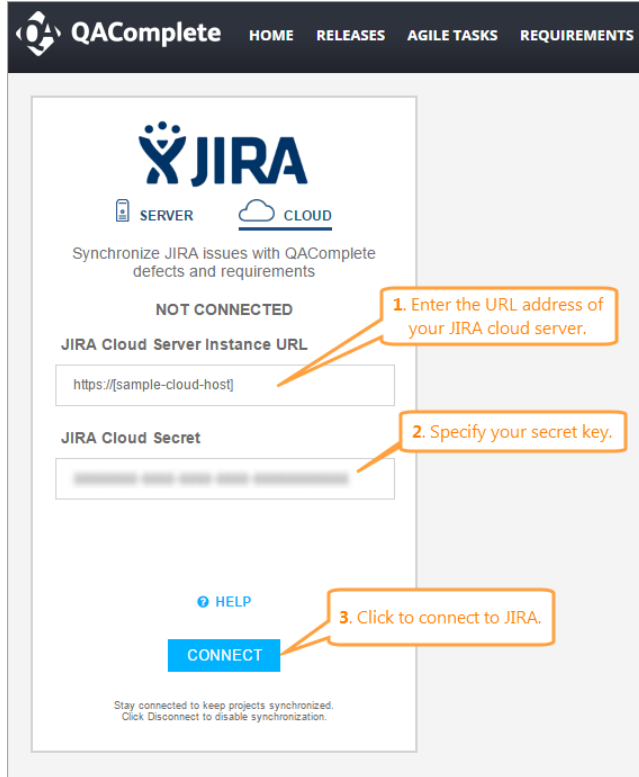 QAComplete HOME RELEASES AGILE TASKS REQUIREMENTS
JIRA
SERVER CLOUD
Synchronize JIRA issues with QAComplete
defects and requirements
NOT CONNECTED
1. Enter the URL address of
your JIRA cloud server.
JIRA Cloud Server Instance URL
https://[sample-cloud-host]
2. Specify your secret key.
JIRA Cloud Secret
HELP
3. Click to connect to JIRA.
CONNECT
Stay connected to keep projects synchronized.
Click Disconnect to disable synchronization.